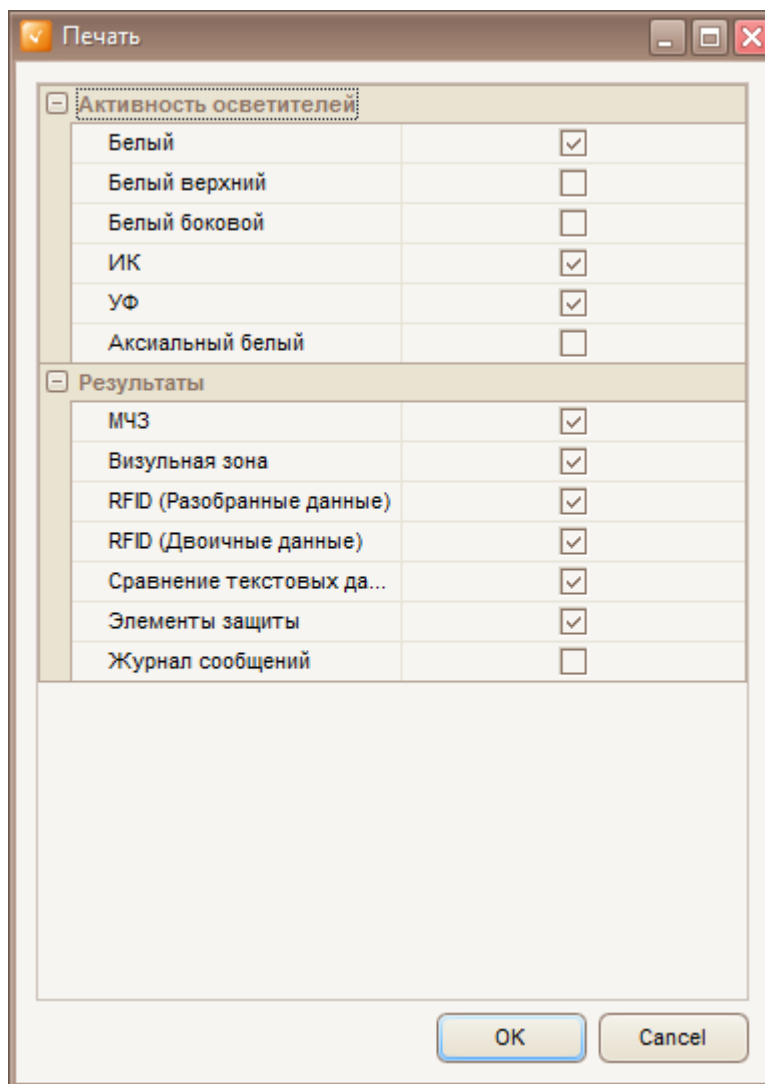 Печать
Активность осветителей
Белый
Белый верхний
Белый боковой
ИК
УФ
Аксиальный белый
Результаты
МЧЗ
Визульная зона
RFID (Разобранные данные)
RFID (Двоичные данные)
Сравнение текстовых да...
Элементы защиты
Журнал сообщений
OK
Cancel